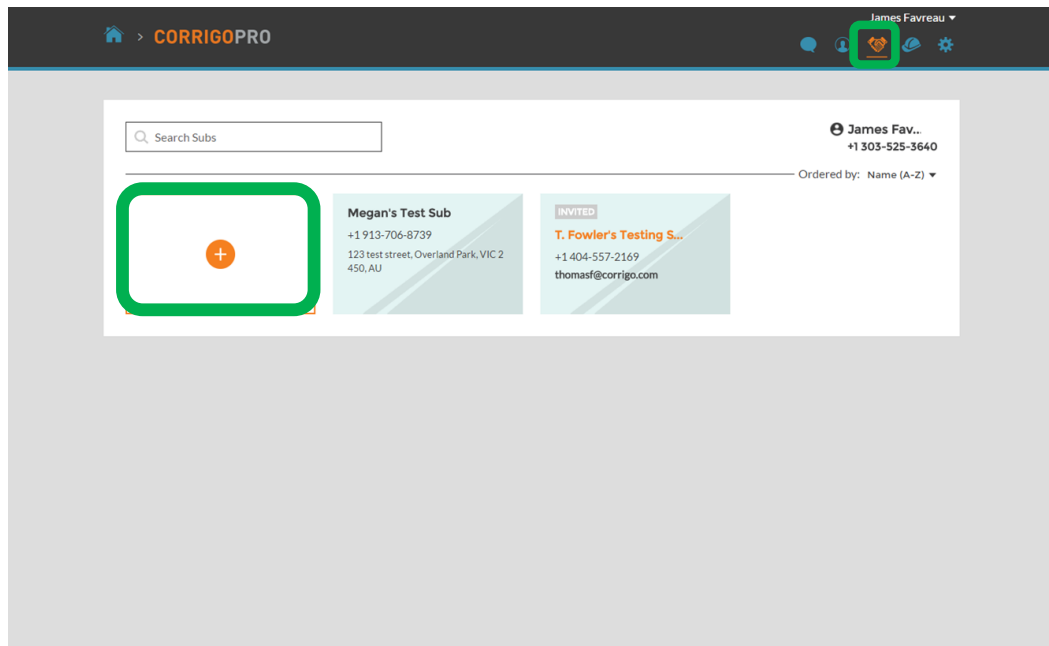 James Favreau
> CORRIGOPRO
Search Subs
James Fav...
+1 303-525-3640
Ordered by: Name (A-Z)
Megan's Test Sub
+1 913-706-8739
123 test street, Overland Park, VIC 2
450, AU
INVITED
T. Fowler's Testing S...
+1 404-557-2169
thomasf@corrigo.com